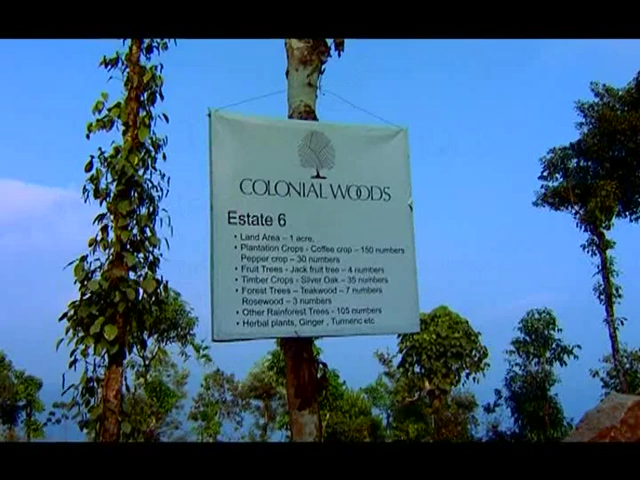 COLONIAL WOODS
Estate 6
• Land Area – 1 acre.
• Plantation Crops - Coffee crop – 150 numbers
Pepper crop – 30 numbers
• Fruit Trees - Jack fruit tree – 4 numbers
• Timber Crops - Silver Oak – 35 numbers
• Forest Trees – Teakwood – 7 numbers
Rosewood – 3 numbers
• Other Rainforest Trees - 105 numbers
• Herbal plants, Ginger , Turmeric etc